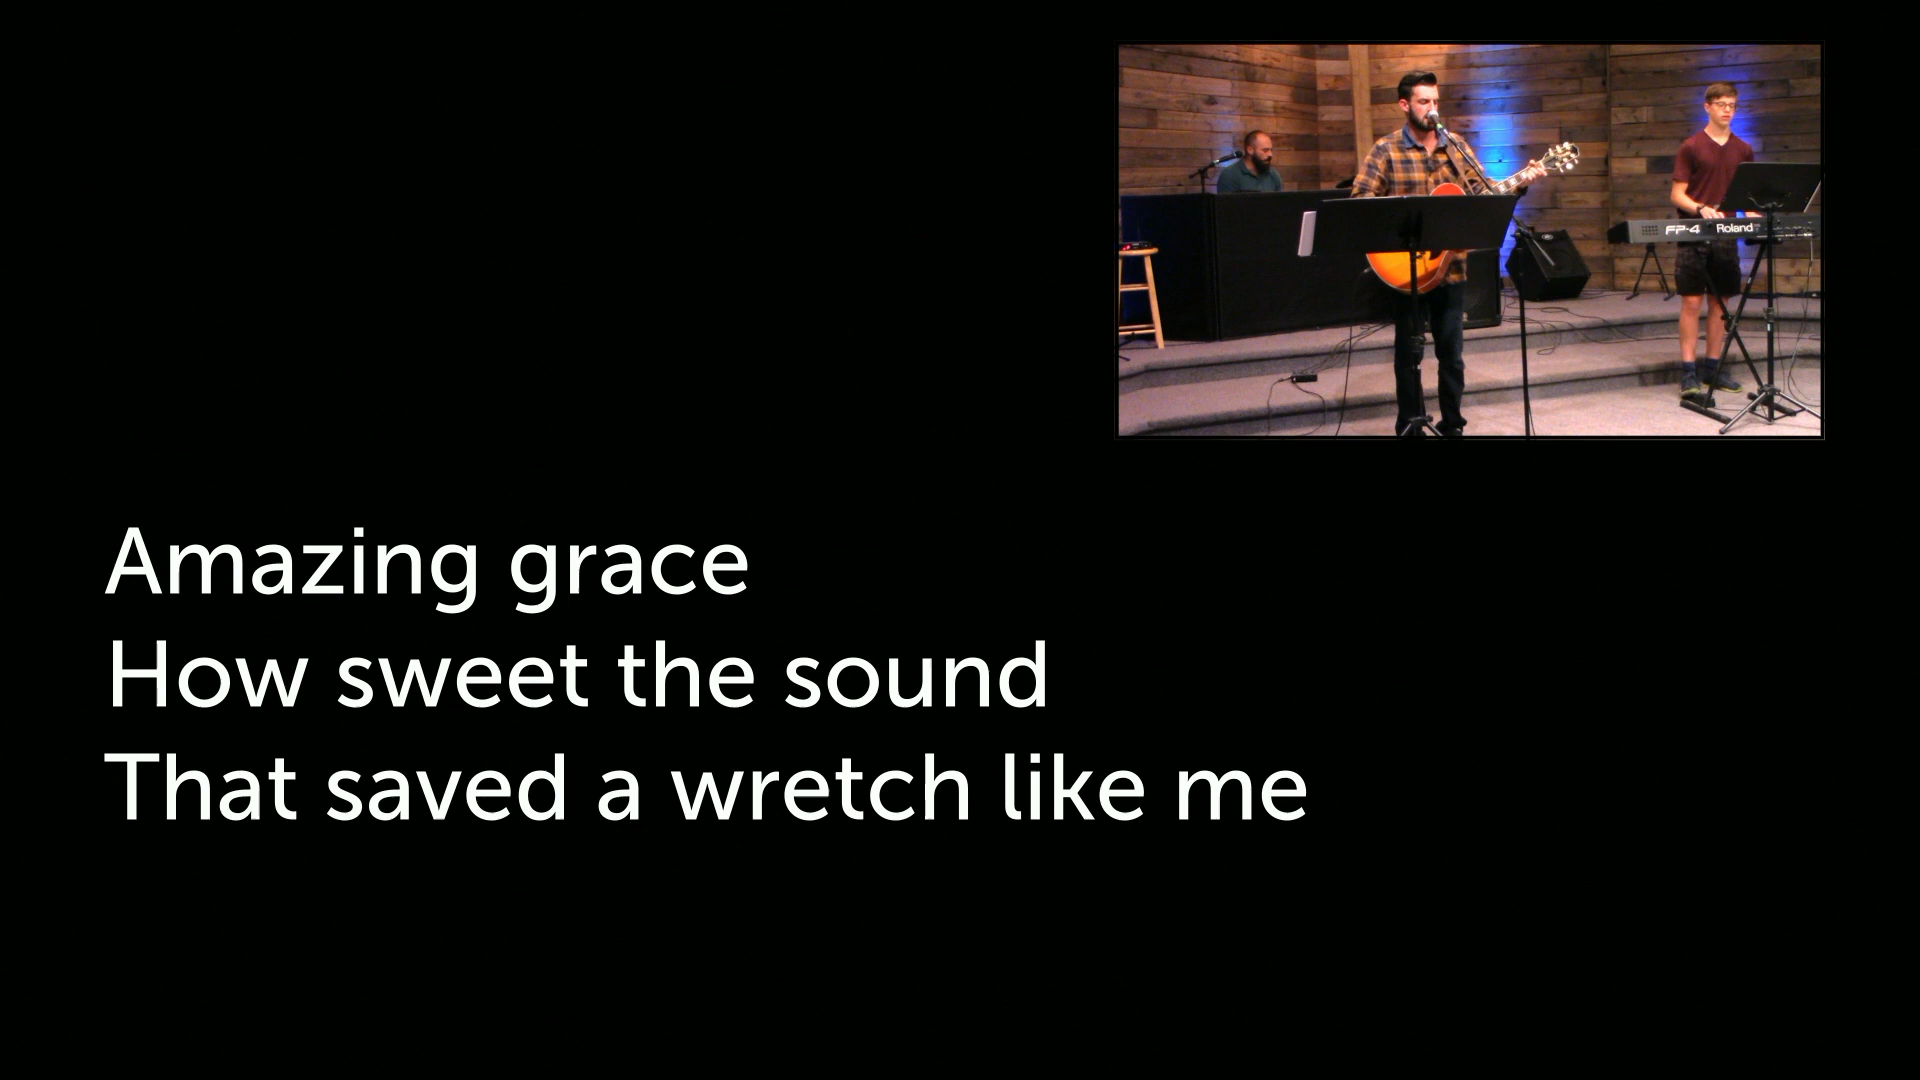 FP-4 Roland
Amazing grace
How sweet the sound
That saved a wretch like me